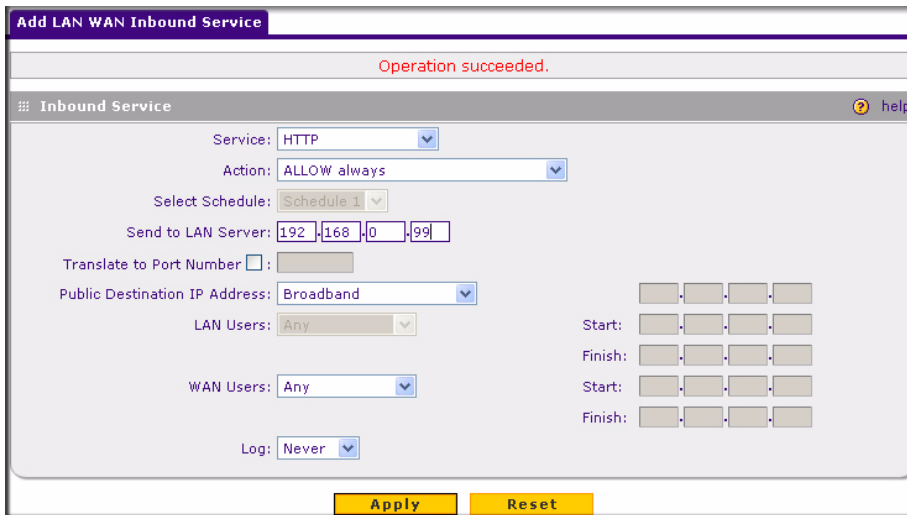 Add LAN WAN Inbound Service
Operation succeeded.
Inbound Service
help
Service: HTTP
Action: ALLOW always
Select Schedule: Schedule 1
Send to LAN Server: 192 . 168 . 0 . 99
Translate to Port Number :
Public Destination IP Address: Broadband
LAN Users: Any Start:
Finish:
WAN Users: Any Start:
Finish:
Log: Never
Apply Reset